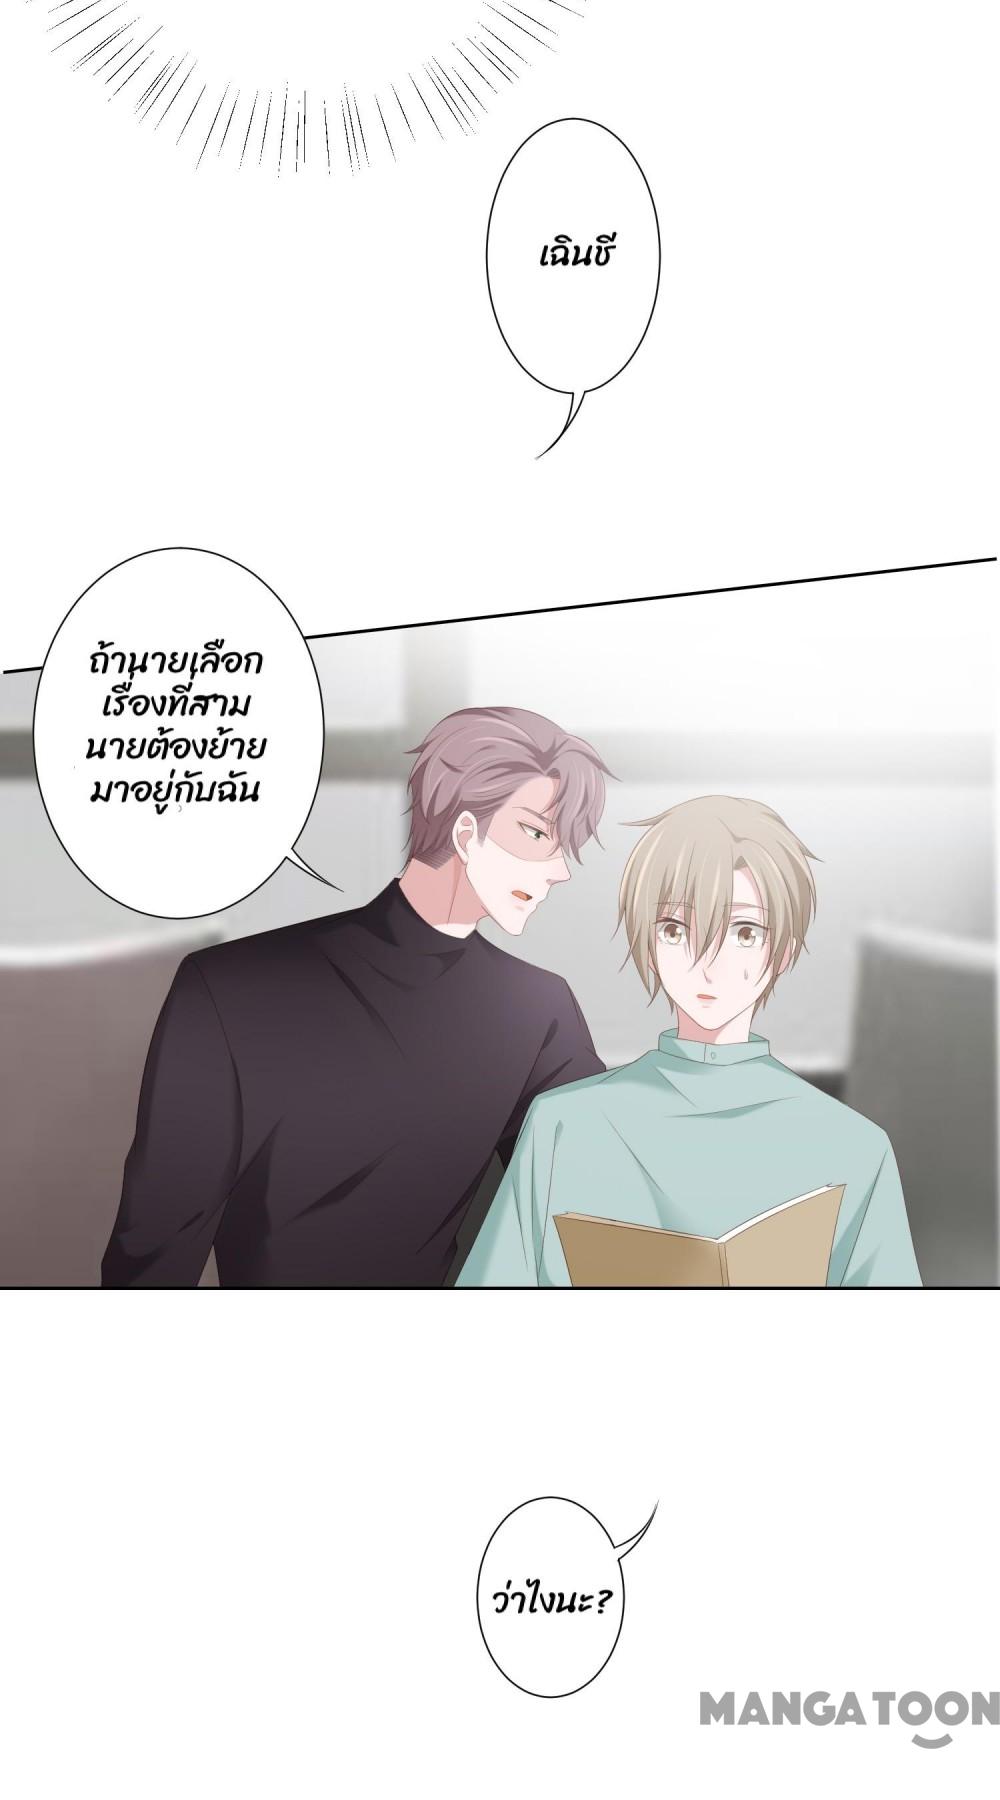 เฉินชี
ถ้านายเลือก
เรื่องที่สาม
นายต้องย้าย
มาอยู่กับฉัน
ว่าไงนะ?
MANGATOON